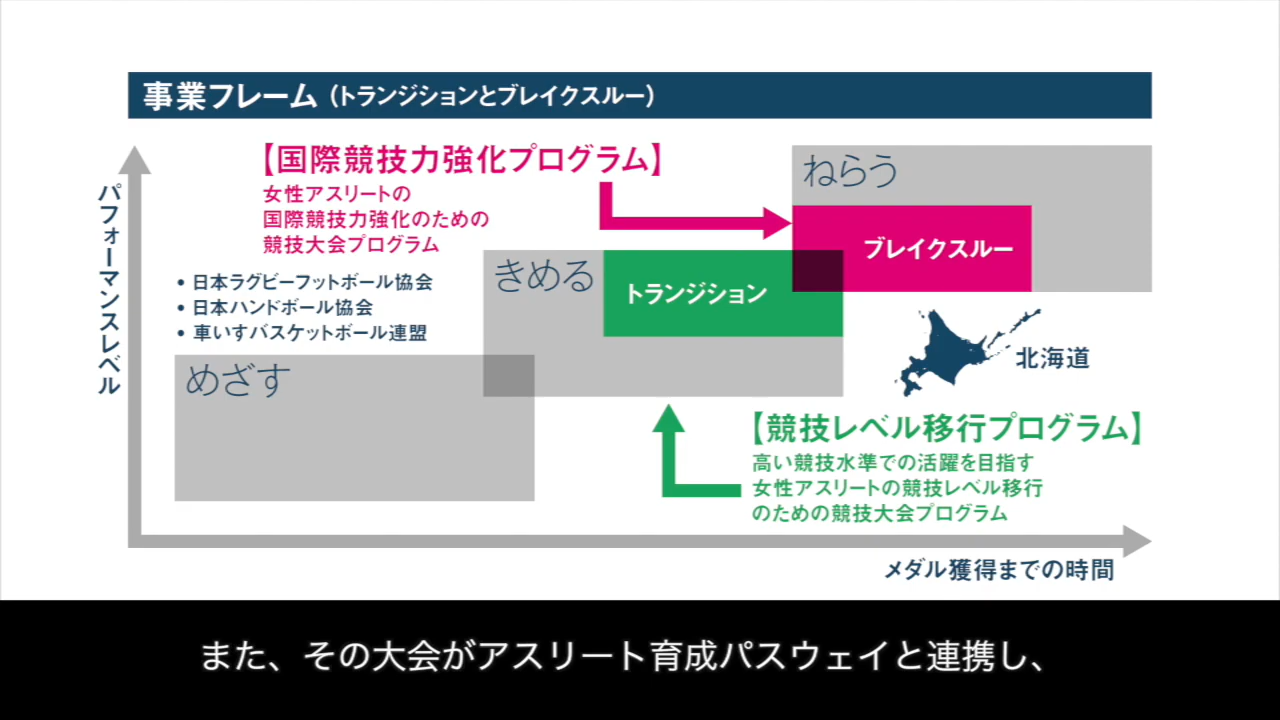 事業フレーム（トランジションとブレイクスルー）
【国際競技力強化プログラム】
女性アスリートの
国際競技力強化のための
競技大会プログラム
• 日本ラグビーフットボール協会
• 日本ハンドボール協会
• 車いすバスケットボール連盟
パフォーマンスレベル
ねらう
ブレイクスルー
きめる
トランジション
めざす
北海道
【競技レベル移行プログラム】
高い競技水準での活躍を目指す
女性アスリートの競技レベル移行
のための競技大会プログラム
メダル獲得までの時間
また、その大会がアスリート育成パスウェイと連携し、